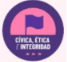 CÍVICA, ÉTICA
E INTEGRIDAD